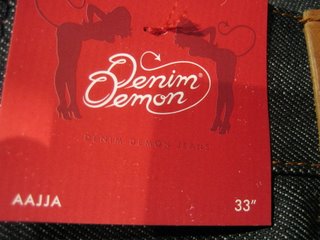 Denim®
Demon
DENIM DEMON JEANS
AAJJA
33"